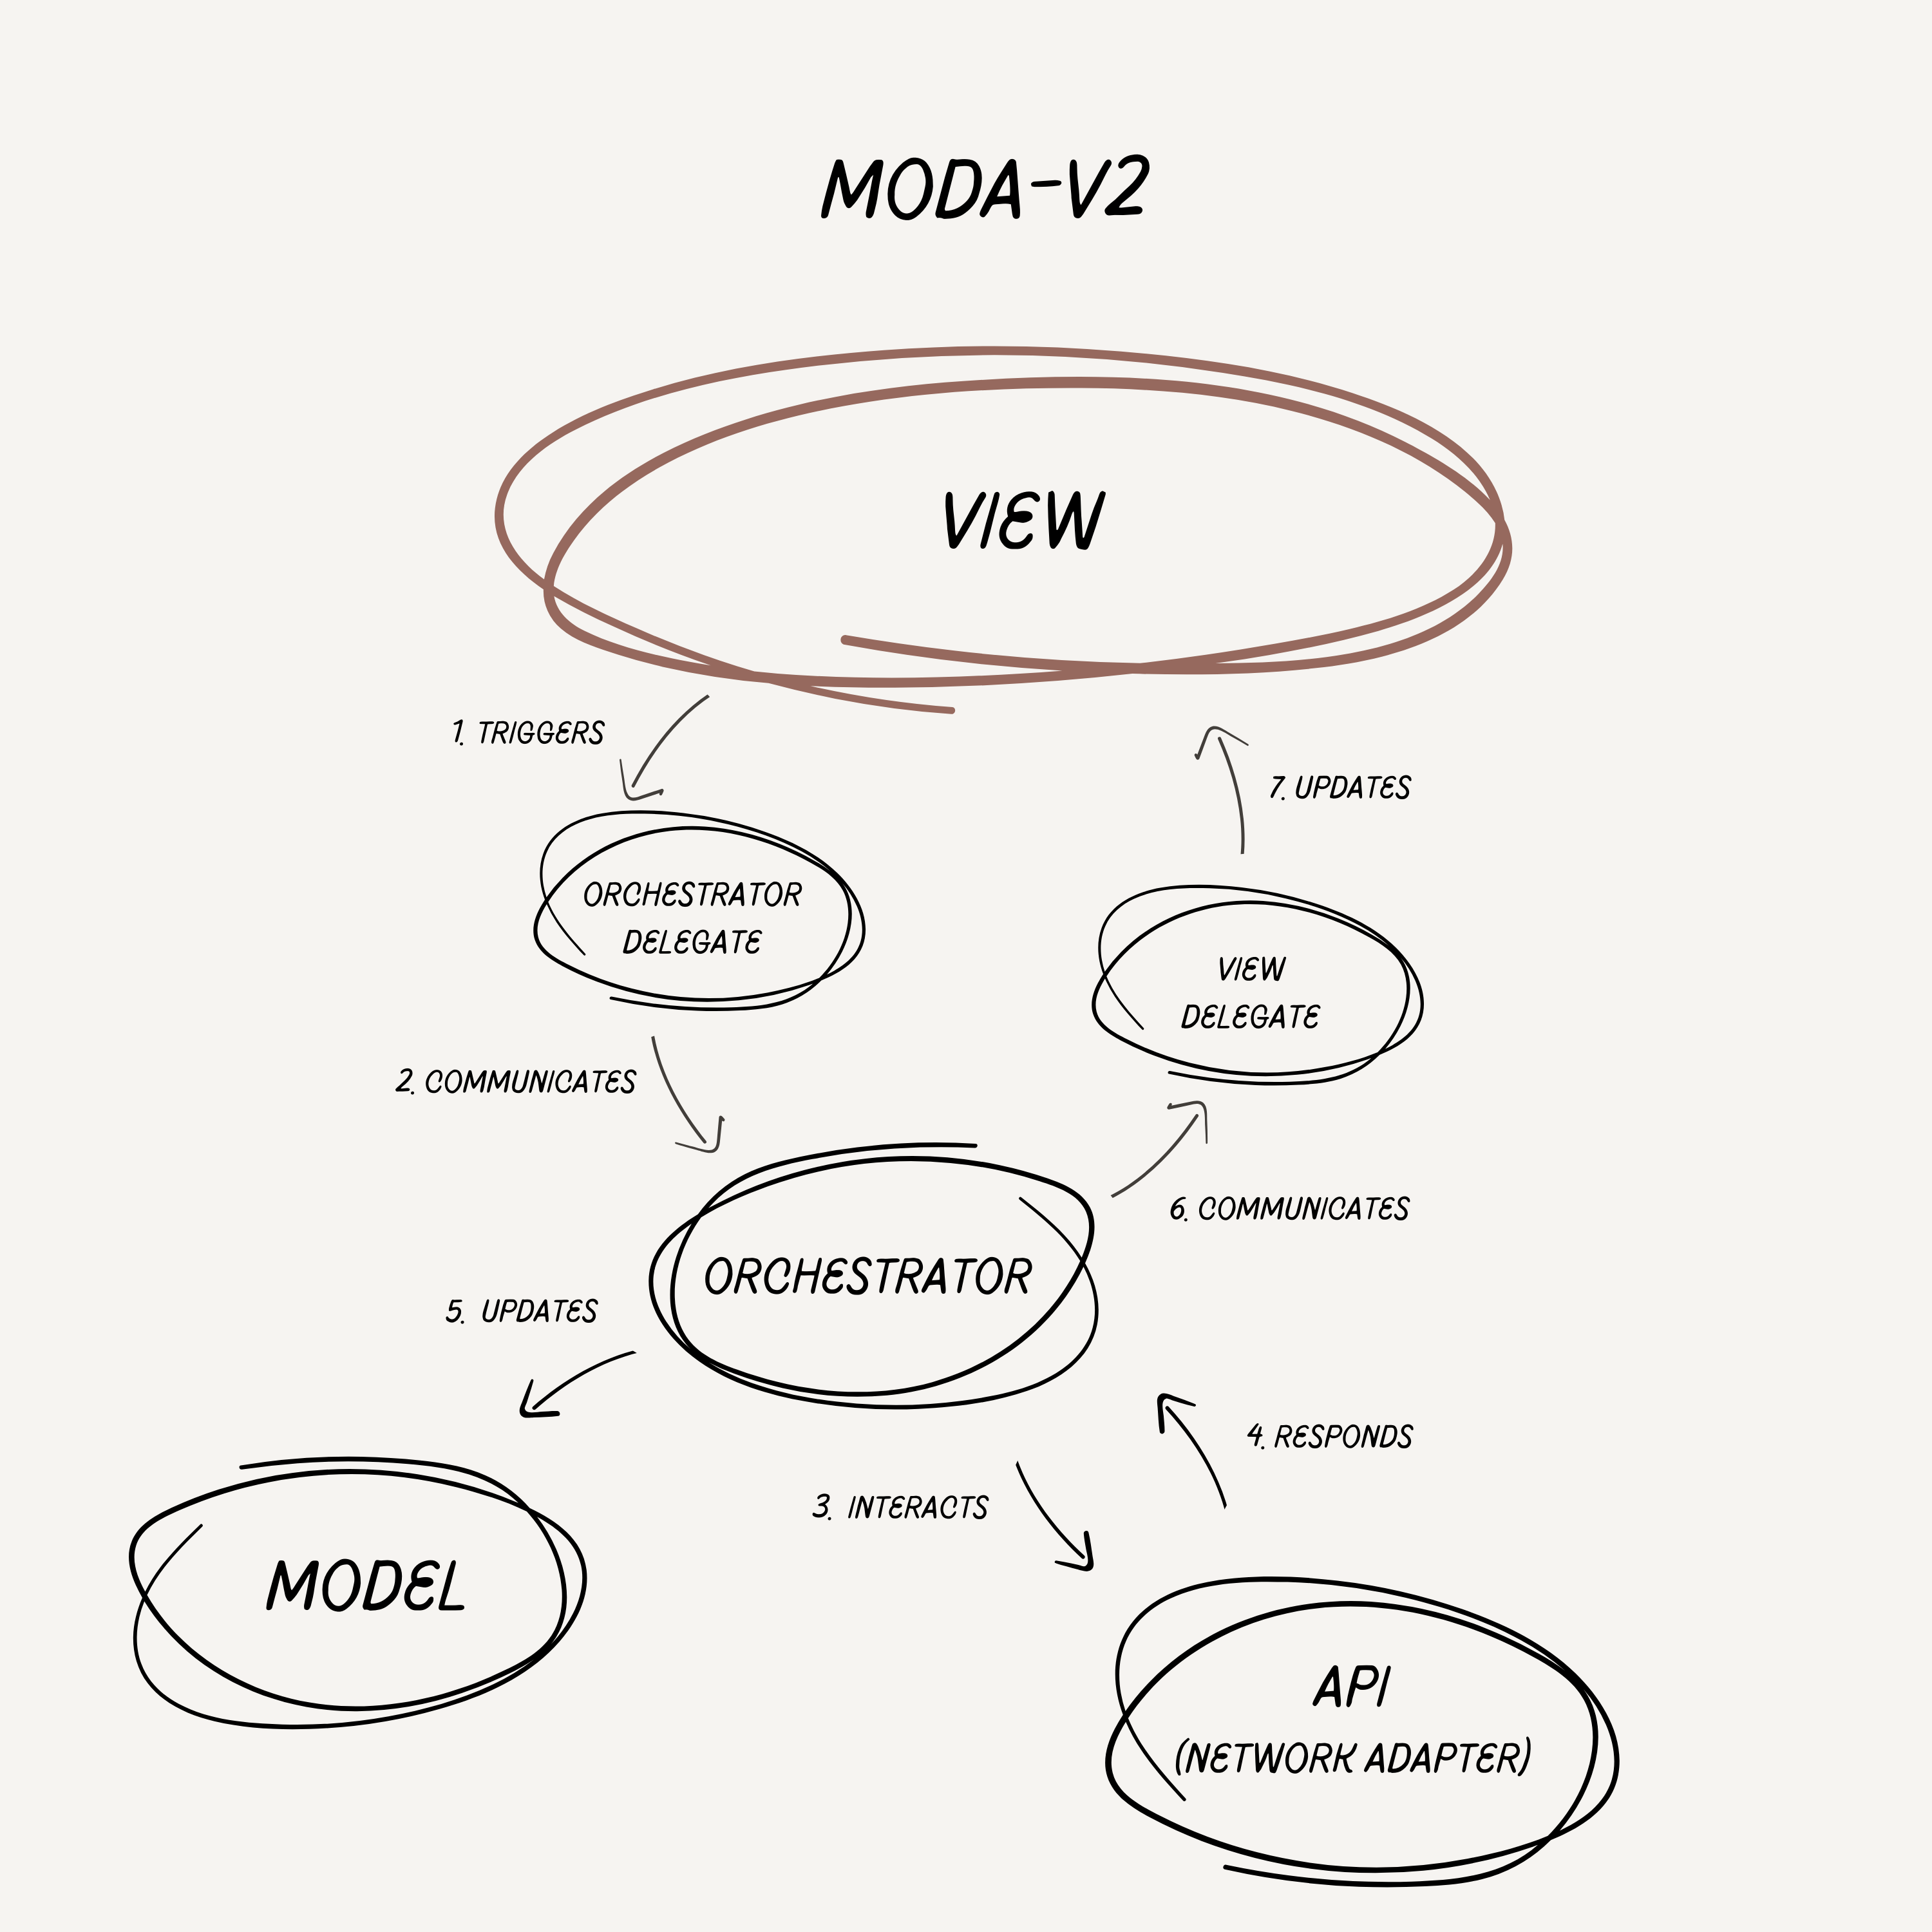 MODA-V2
VIEW
1. TRIGGERS
7. UPDATES
ORCHESTRATOR
DELEGATE
VIEW
DELEGATE
2. COMMUNICATES
6. COMMUNICATES
ORCHESTRATOR
5. UPDATES
4. RESPONDS
3. INTERACTS
MODEL
API
(NETWORK ADAPTER)